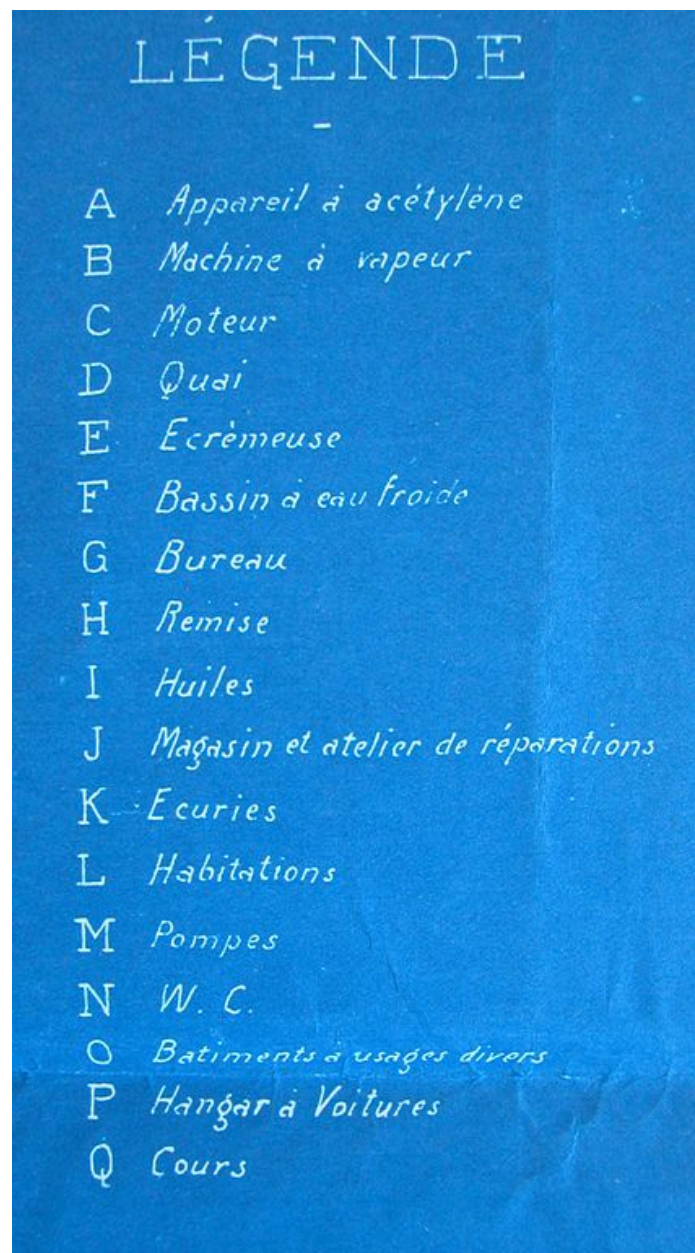 LÉGENDE
A Appareil à acétylène
B Machine à vapeur
C Moteur
D Quai
E Ecrèmeuse
F Bassin à eau froide
G Bureau
H Remise
I Huiles
J Magasin et atelier de réparations
K Ecuries
L Habitations
M Pompes
N W. C.
O Batiments à usages divers
P Hangar à Voitures
Q Cours